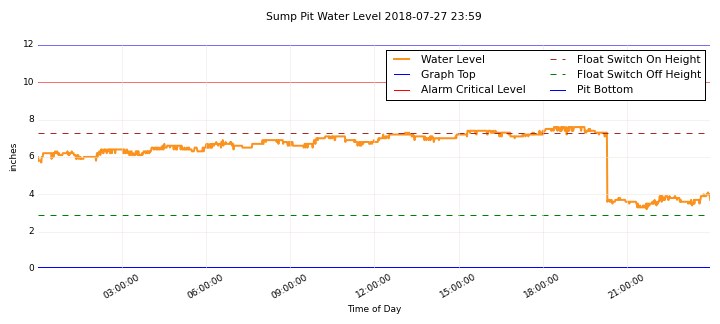 Sump Pit Water Level 2018-07-27 23:59
12
10
8
6
4
2
0
inches
Water Level
Graph Top
Alarm Critical Level
Float Switch On Height
Float Switch Off Height
Pit Bottom
03:00:00
06:00:00
09:00:00
12:00:00
15:00:00
18:00:00
21:00:00
Time of Day